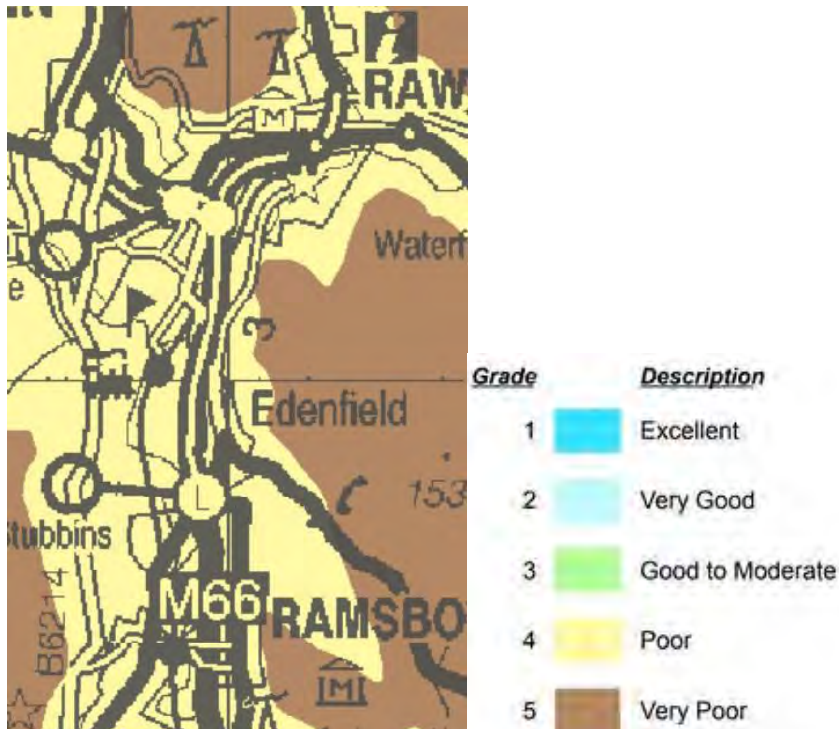 RAW
M
Waterf
e
3
Edenfield
153
L
Stubbins
M66
RAMSBO
B6214
M
Grade Description
1 Excellent
2 Very Good
3 Good to Moderate
4 Poor
5 Very Poor